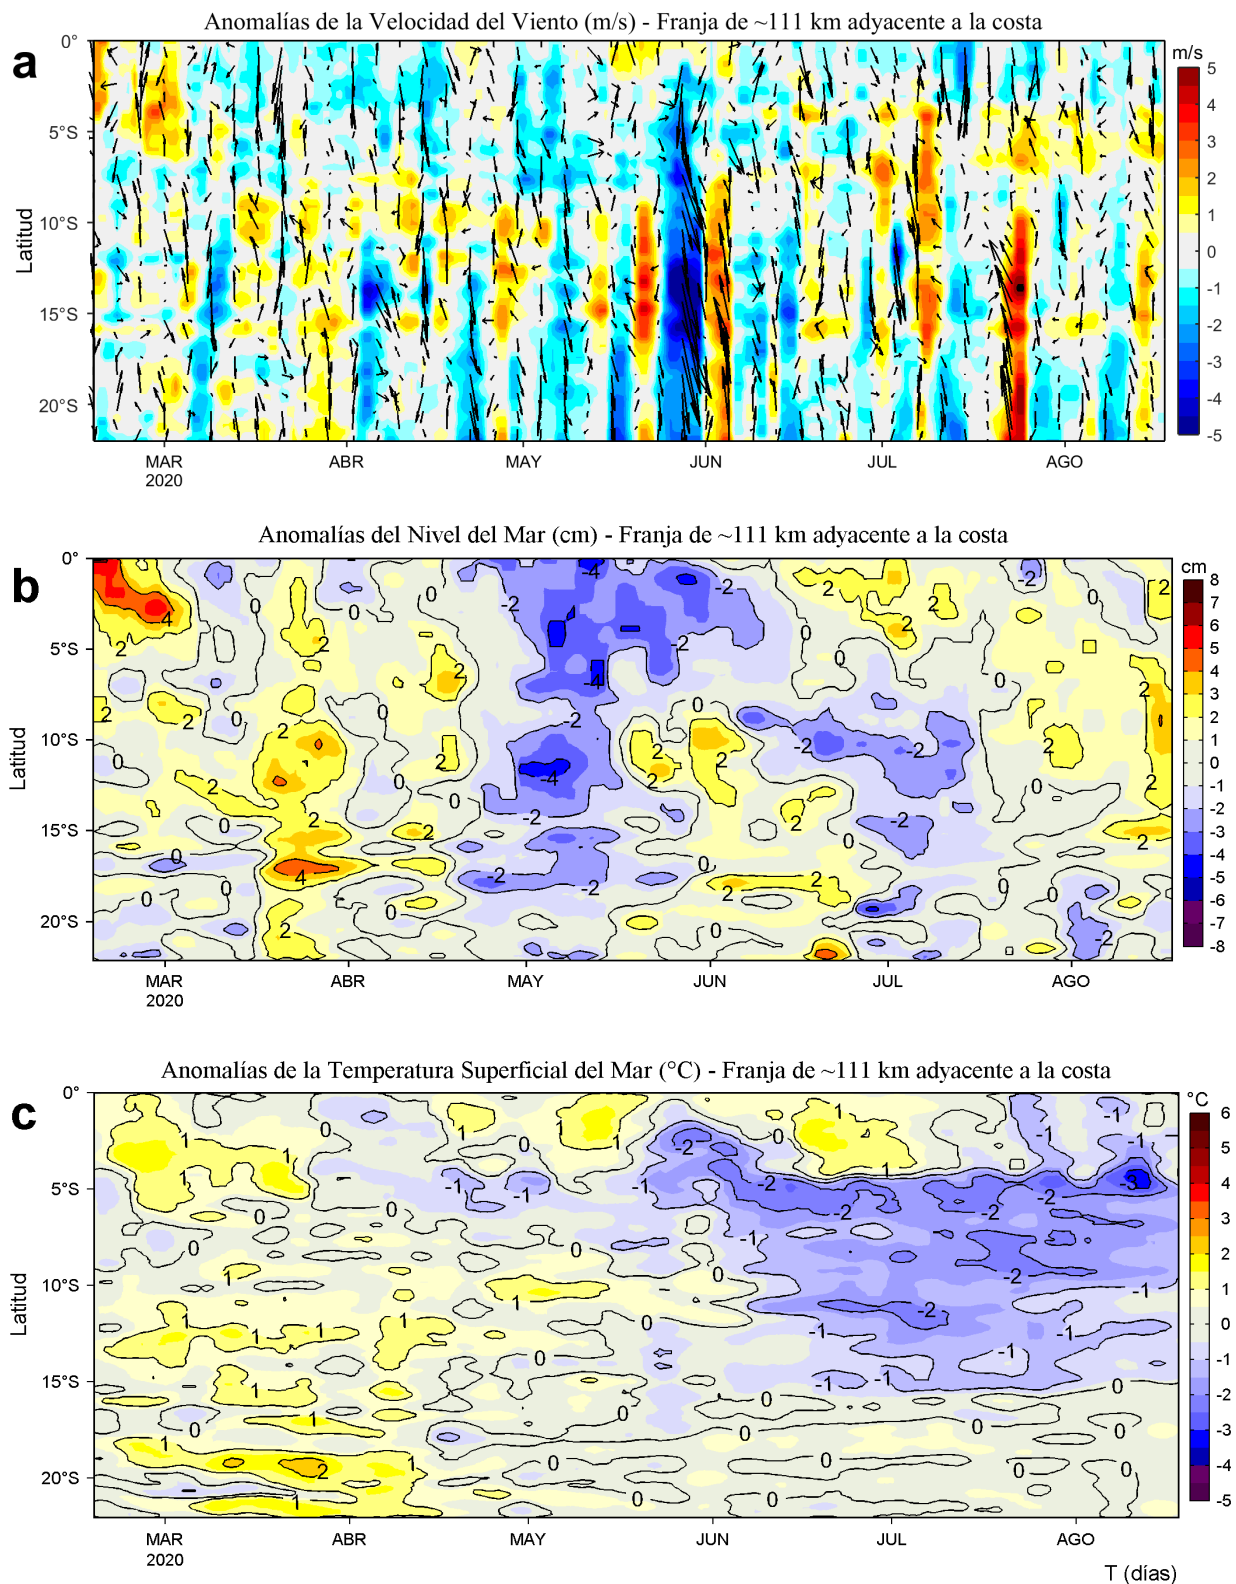 Anomalías de la Velocidad del Viento (m/s) - Franja de ~111 km adyacente a la costa
a
m/s
0°
5°S
10°S
15°S
20°S
Latitud
5
4
3
2
1
0
-1
-2
-3
-4
-5
MAR ABR MAY JUN JUL AGO
2020
Anomalías del Nivel del Mar (cm) - Franja de ~111 km adyacente a la costa
b
cm
0°
5°S
10°S
15°S
20°S
Latitud
8
7
6
5
4
3
2
1
0
-1
-2
-3
-4
-5
-6
-7
-8
MAR ABR MAY JUN JUL AGO
2020
Anomalías de la Temperatura Superficial del Mar (°C) - Franja de ~111 km adyacente a la costa
c
°C
0°
5°S
10°S
15°S
20°S
Latitud
6
5
4
3
2
1
0
-1
-2
-3
-4
-5
MAR ABR MAY JUN JUL AGO
2020
T (días)